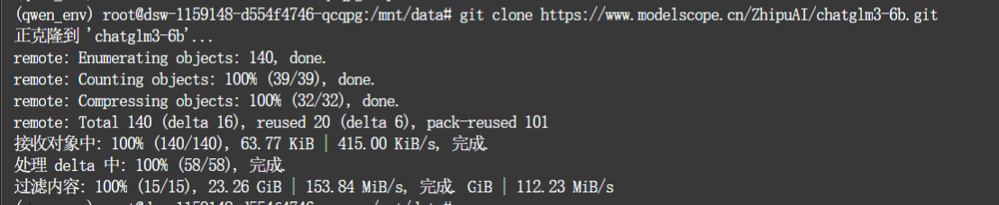 (qwen_env) root@dsw-1159148-d554f4746-qcqpg:/mnt/data# git clone https://www.modelscope.cn/ZhipuAI/chatglm3-6b.git
正克隆到 'chatglm3-6b'...
remote: Enumerating objects: 140, done.
remote: Counting objects: 100% (39/39), done.
remote: Compressing objects: 100% (32/32), done.
remote: Total 140 (delta 16), reused 20 (delta 6), pack-reused 101
接收对象中: 100% (140/140), 63.77 KiB | 415.00 KiB/s, 完成.
处理 delta 中: 100% (58/58), 完成.
过滤内容: 100% (15/15), 23.26 GiB | 153.84 MiB/s, 完成. GiB | 112.23 MiB/s